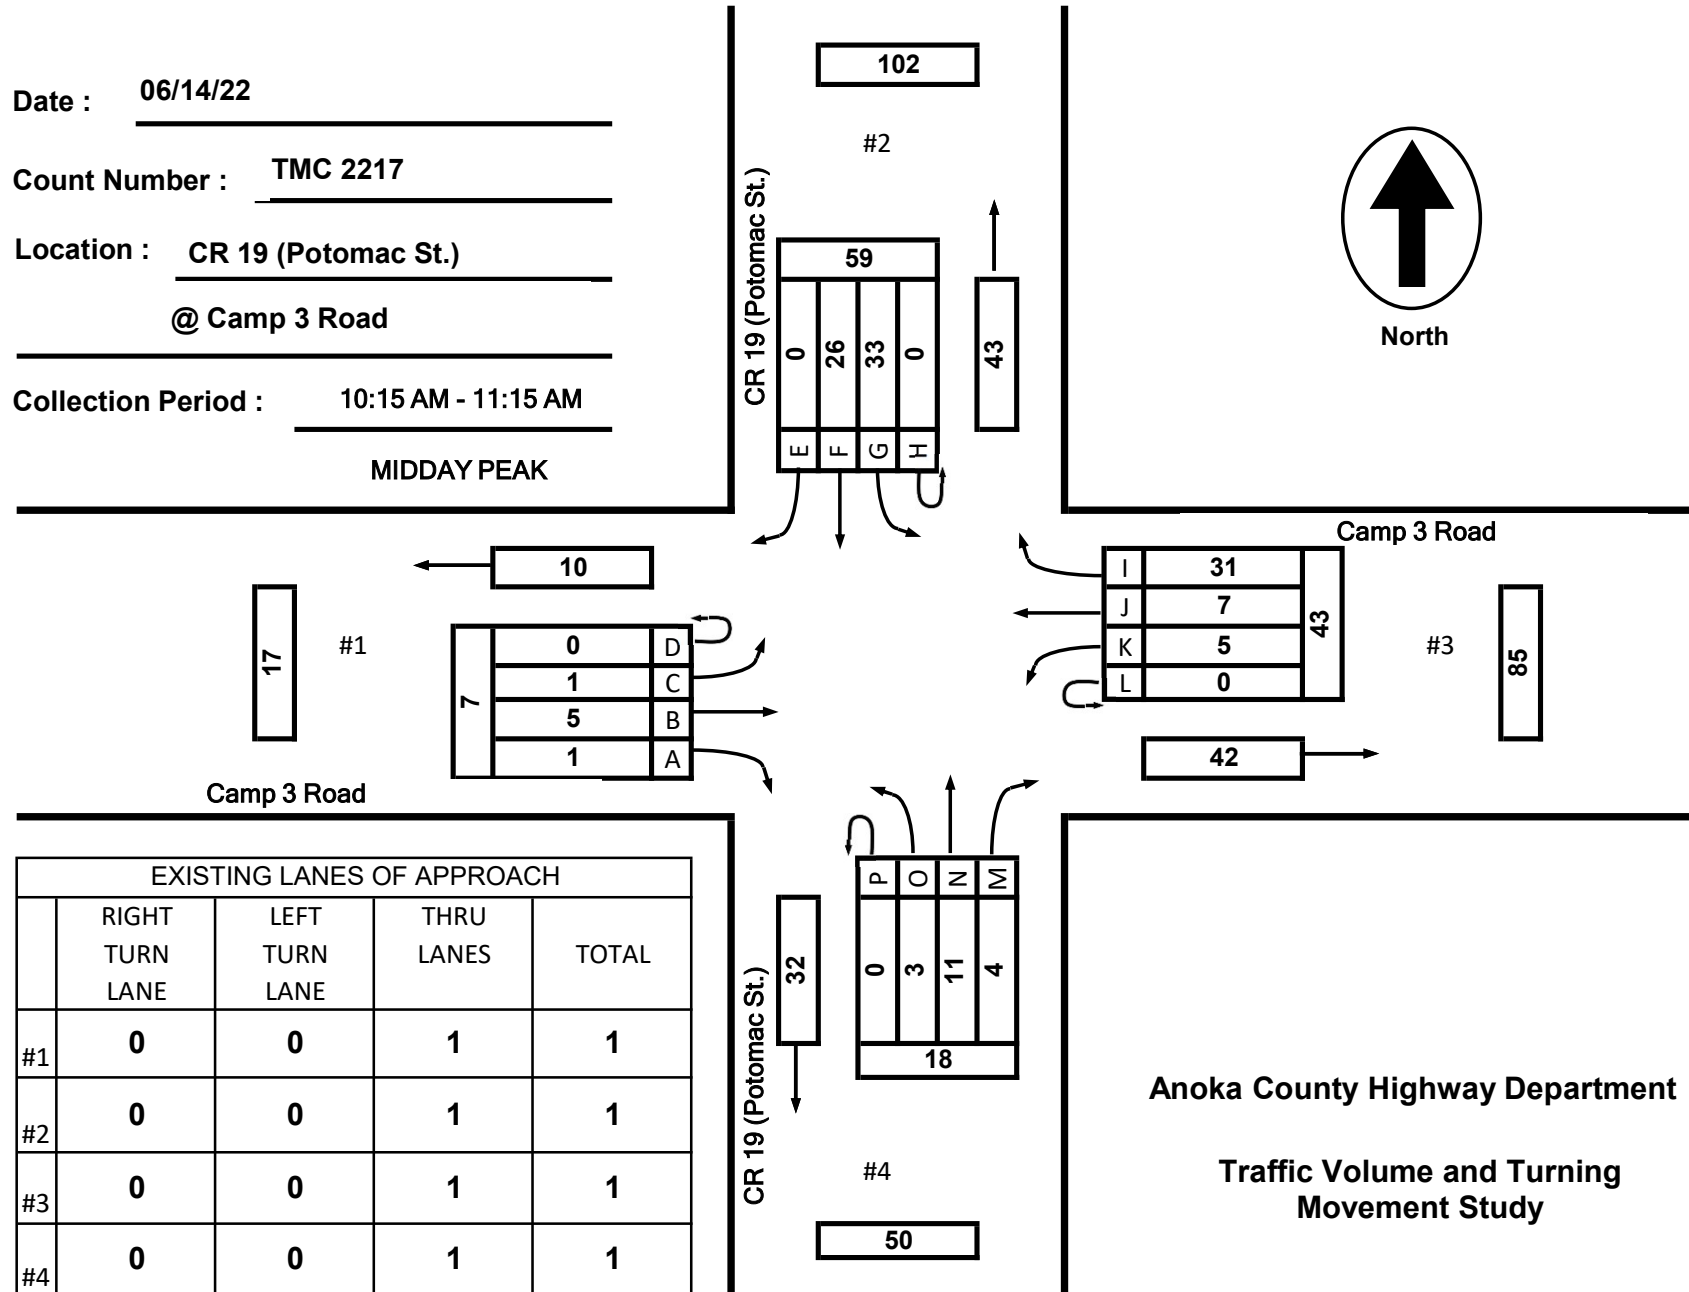 Date : 06/14/22
Count Number : TMC 2217
Location : CR 19 (Potomac St.)
@ Camp 3 Road
Collection Period : 10:15 AM - 11:15 AM
MIDDAY PEAK
102
#2
CR 19 (Potomac St.)
59
0 26 33 0
E F G H
43
North
Camp 3 Road
10
17
#1
7
0 D
1 C
5 B
1 A
Camp 3 Road
I 31
J 7
K 5
L 0
43
#3
85
42
P O N M
0 3 11 4
18
32
CR 19 (Potomac St.)
#4
50
EXISTING LANES OF APPROACH
RIGHT LEFT THRU
TURN TURN LANES TOTAL
LANE LANE
#1 0 0 1 1
#2 0 0 1 1
#3 0 0 1 1
#4 0 0 1 1
Anoka County Highway Department
Traffic Volume and Turning
Movement Study